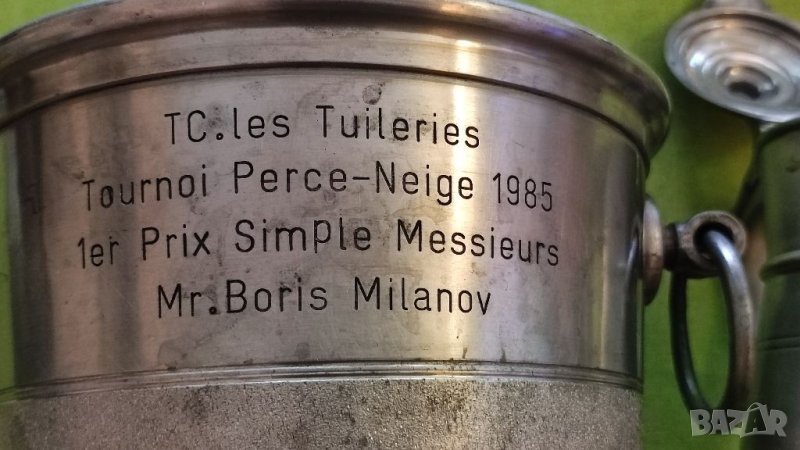 TC.les Tuileries
Tournoi Perce-Neige 1985
1er Prix Simple Messieurs
Mr.Boris Milanov
BAZAR